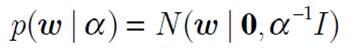 p(w | α) = N(w | 0, α⁻¹I)